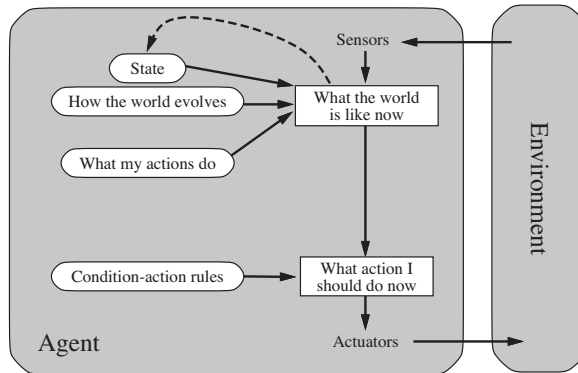 Sensors
State
How the world evolves
What the world
is like now
What my actions do
Condition-action rules
What action I
should do now
Agent
Actuators
Environment